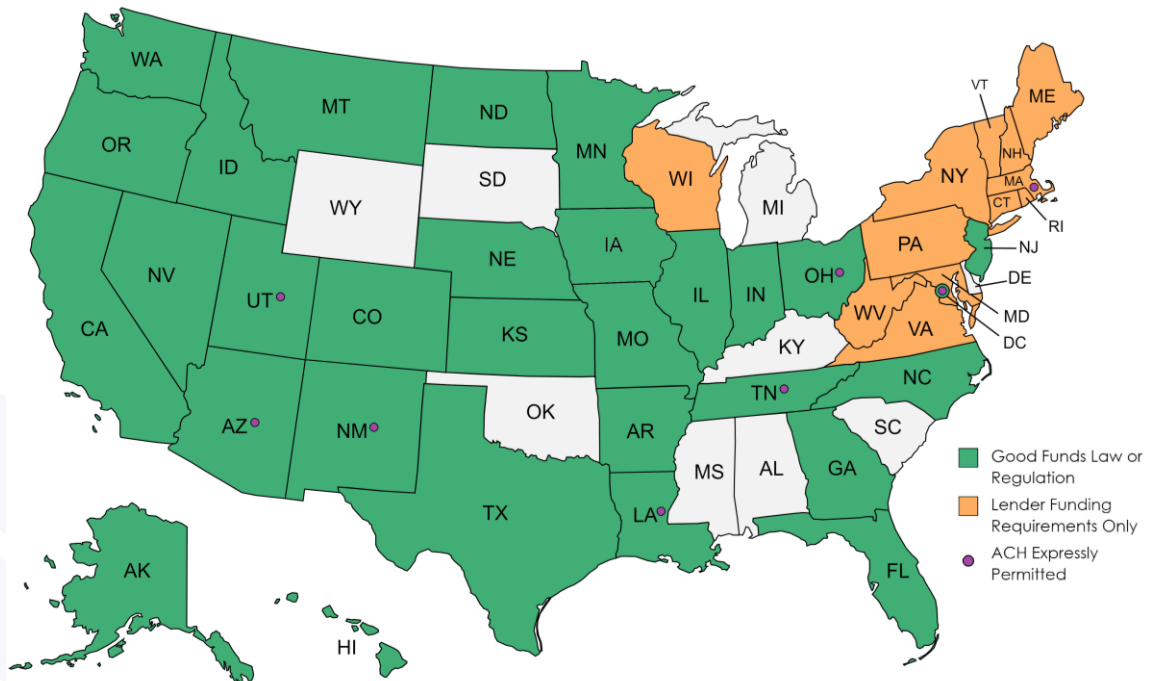 WA
MT
ND
MN
OR
ID
WY
SD
WI
MI
VT
ME
NH
NY
MA
CT
RI
NV
UT
CO
NE
IA
KS
MO
IL
IN
OH
PA
NJ
DE
MD
DC
WV
VA
KY
CA
AZ
NM
OK
AR
TN
NC
SC
MS
AL
GA
TX
LA
FL
AK
HI
Good Funds Law or
Regulation
Lender Funding
Requirements Only
ACH Expressly
Permitted